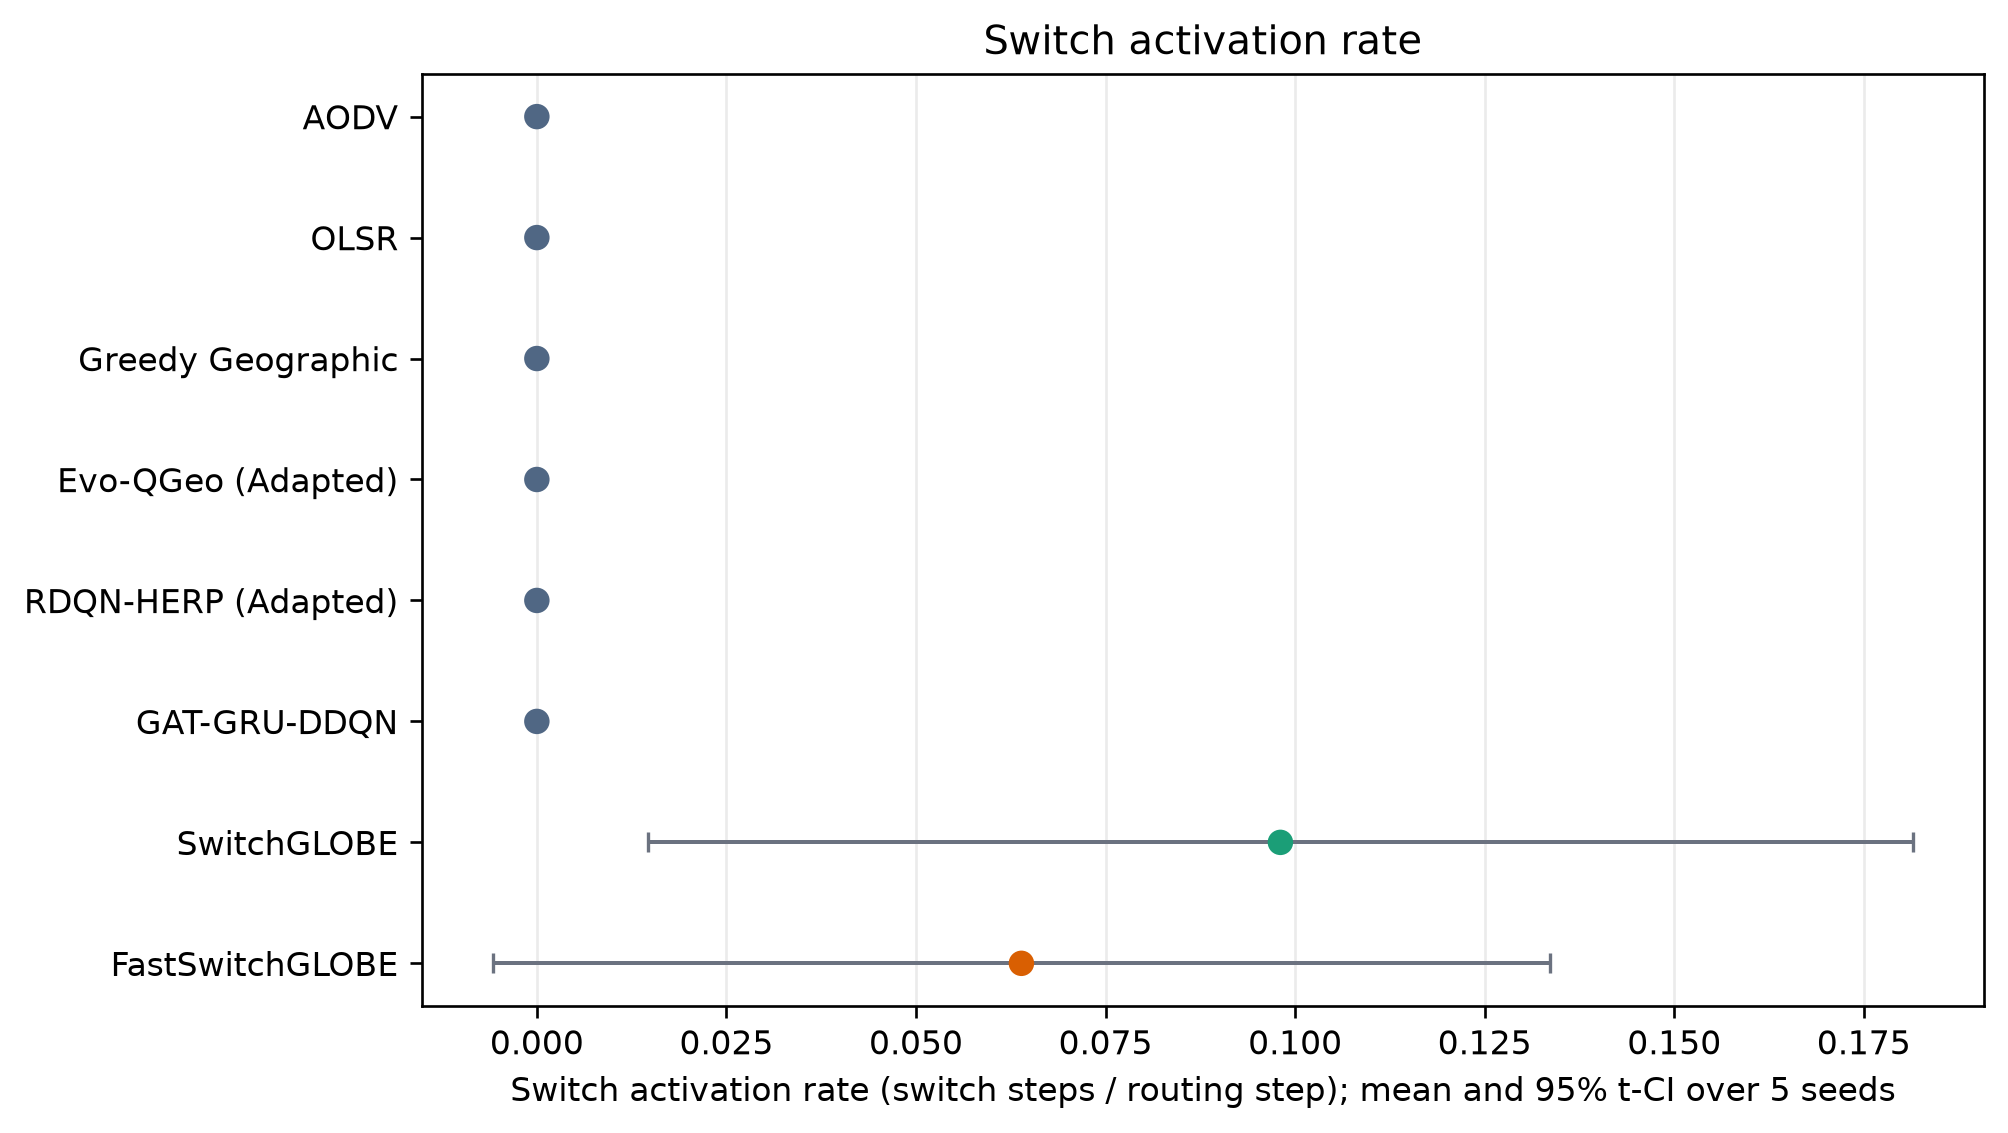 Switch activation rate
AODV
OLSR
Greedy Geographic
Evo-QGeo (Adapted)
RDQN-HERP (Adapted)
GAT-GRU-DDQN
SwitchGLOBE
FastSwitchGLOBE
0.000 0.025 0.050 0.075 0.100 0.125 0.150 0.175
Switch activation rate (switch steps / routing step); mean and 95% t-CI over 5 seeds